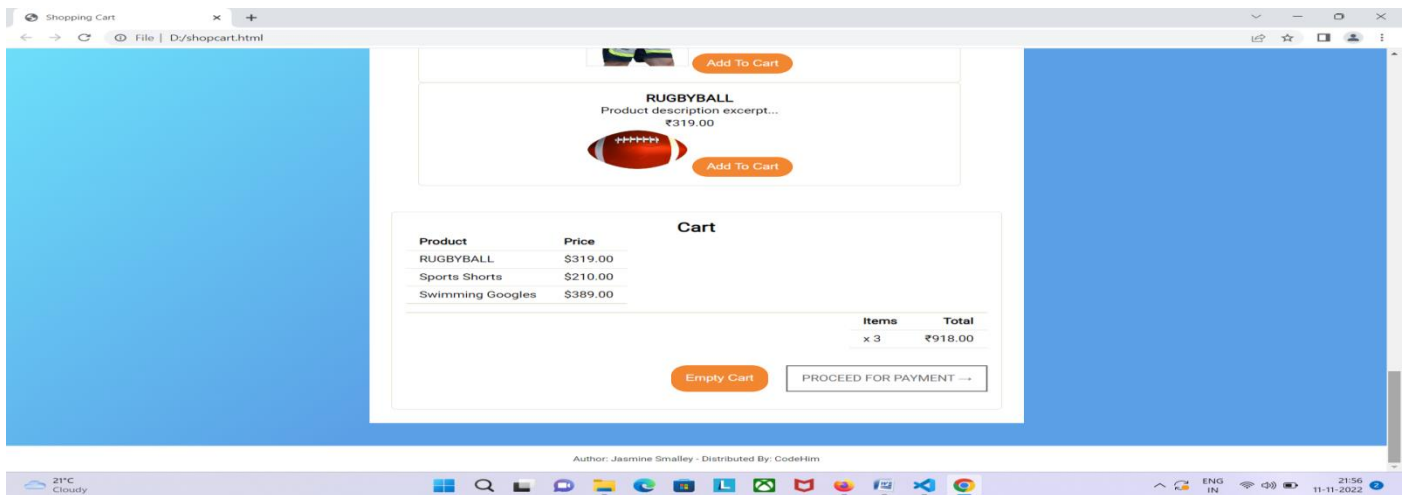 Shopping Cart
File | D:/shopcart.html
Add To Cart
RUGBYBALL
Product description excerpt...
₹319.00
Add To Cart
Cart
Product Price
RUGBYBALL $319.00
Sports Shorts $210.00
Swimming Googles $389.00
Items Total
x 3 ₹918.00
Empty Cart PROCEED FOR PAYMENT →
Author: Jasmine Smalley - Distributed By: CodeHim
21°C
Cloudy
ENG
IN
21:56
11-11-2022
2